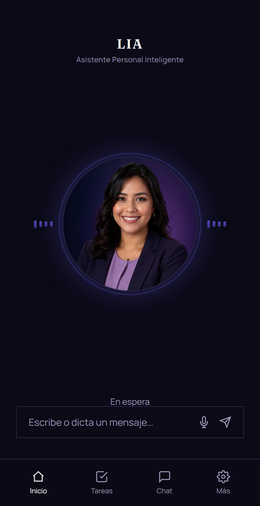 LIA
Asistente Personal Inteligente
En espera
Escribe o dicta un mensaje...
Inicio
Tareas
Chat
Más